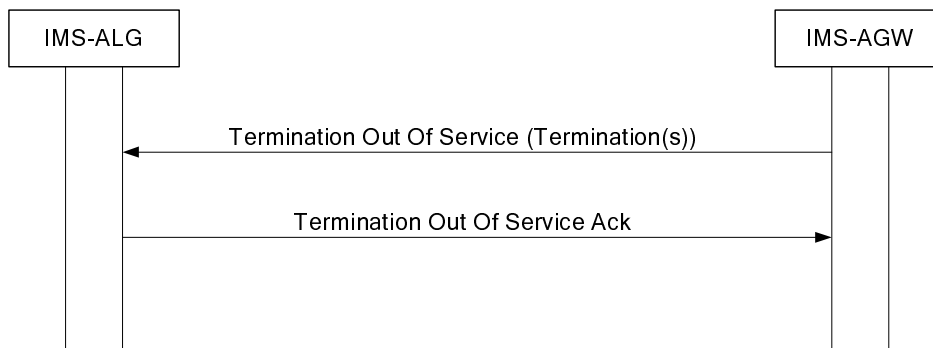 IMS-ALG
IMS-AGW
Termination Out Of Service (Termination(s))
Termination Out Of Service Ack